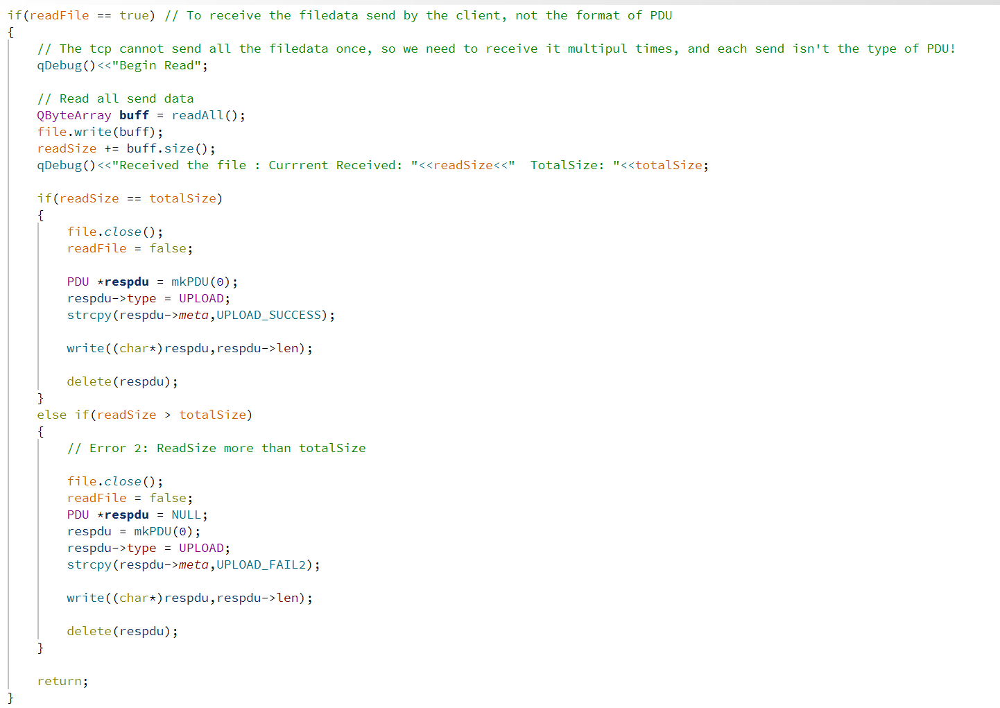 if(readFile == true) // To receive the filedata send by the client, not the format of PDU
{
    // The tcp cannot send all the filedata once, so we need to receive it multipul times, and each send isn't the type of PDU!
    qDebug()<<"Begin Read";

    // Read all send data
    QByteArray buff = readAll();
    file.write(buff);
    readSize += buff.size();
    qDebug()<<"Received the file : Currrent Received: "<<readSize<<"  TotalSize: "<<totalSize;

    if(readSize == totalSize)
    {
        file.close();
        readFile = false;

        PDU *respdu = mkPDU(0);
        respdu->type = UPLOAD;
        strcpy(respdu->meta,UPLOAD_SUCCESS);

        write((char*)respdu,respdu->len);

        delete(respdu);
    }
    else if(readSize > totalSize)
    {
        // Error 2: ReadSize more than totalSize

        file.close();
        readFile = false;
        PDU *respdu = NULL;
        respdu = mkPDU(0);
        respdu->type = UPLOAD;
        strcpy(respdu->meta,UPLOAD_FAIL2);

        write((char*)respdu,respdu->len);

        delete(respdu);
    }

    return;
}